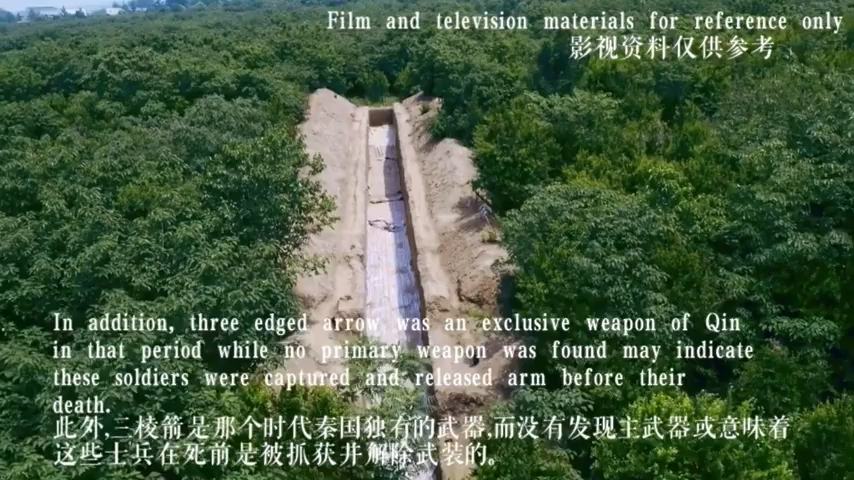 Film and television materials for reference only
影视资料仅供参考
In addition, three edged arrow was an exclusive weapon of Qin
in that period while no primary weapon was found may indicate
these soldiers were captured and released arm before their
death.
此外,三棱箭是那个时代秦国独有的武器,而没有发现主武器或意味着
这些士兵在死前是被抓获并解除武装的。